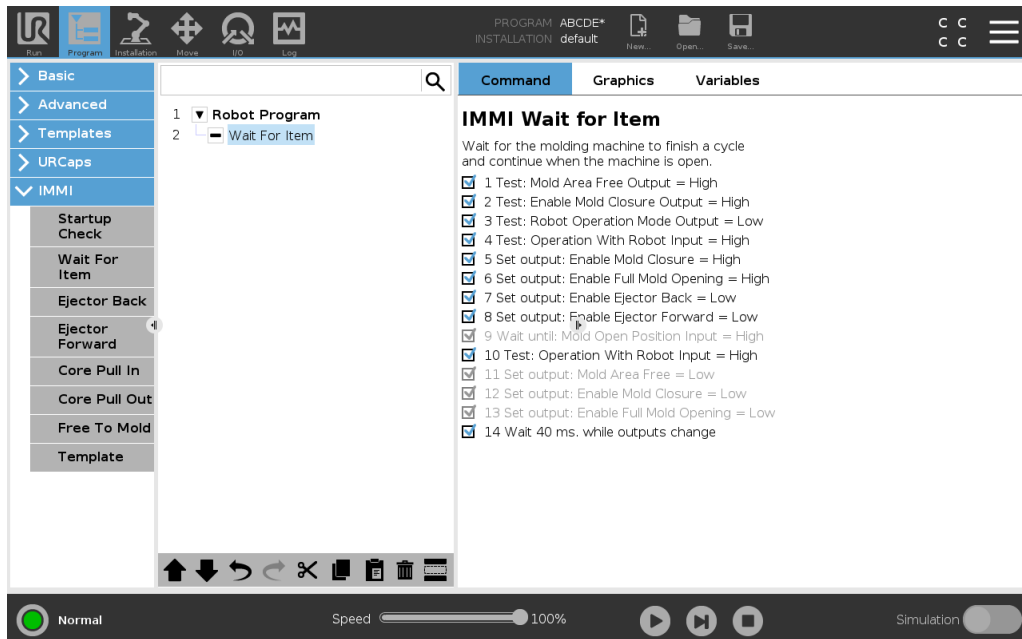 PROGRAM ABCDE*
INSTALLATION default
Run
Program
Installation
Move
I/O
Log
New...
Open...
Save...
C C
C C
Basic
Advanced
Templates
URCaps
IMMI
Startup
Check
Wait For
Item
Ejector Back
Ejector
Forward
Core Pull In
Core Pull Out
Free To Mold
Template
1 Robot Program
2 Wait For Item
Command Graphics Variables
IMMI Wait for Item
Wait for the molding machine to finish a cycle
and continue when the machine is open.
1 Test: Mold Area Free Output = High
2 Test: Enable Mold Closure Output = High
3 Test: Robot Operation Mode Output = Low
4 Test: Operation With Robot Input = High
5 Set output: Enable Mold Closure = High
6 Set output: Enable Full Mold Opening = High
7 Set output: Enable Ejector Back = Low
8 Set output: Enable Ejector Forward = Low
9 Wait until: Mold Open Position Input = High
10 Test: Operation With Robot Input = High
11 Set output: Mold Area Free = Low
12 Set output: Enable Mold Closure = Low
13 Set output: Enable Full Mold Opening = Low
14 Wait 40 ms. while outputs change
Normal
Speed 100%
Simulation